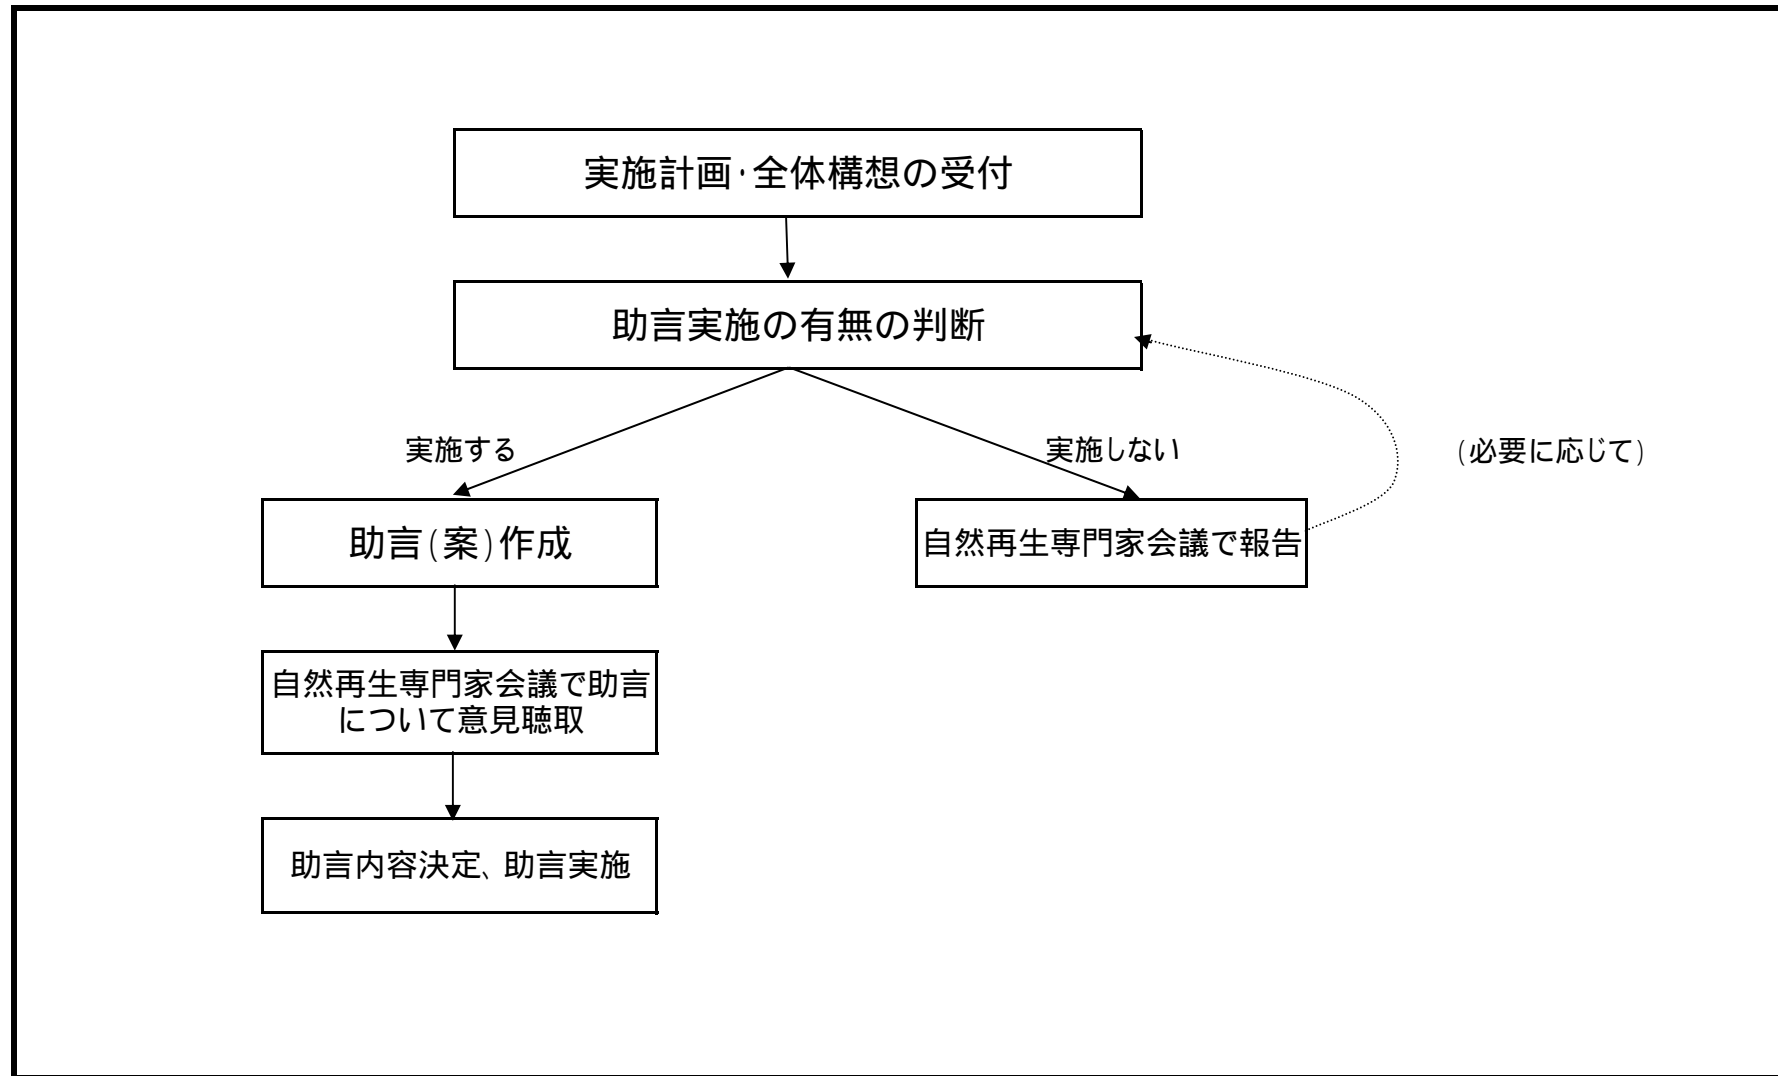 実施計画･全体構想の受付
助言実施の有無の判断
実施する
実施しない
(必要に応じて)
助言(案)作成
自然再生専門家会議で報告
自然再生専門家会議で助言
について意見聴取
助言内容決定、助言実施